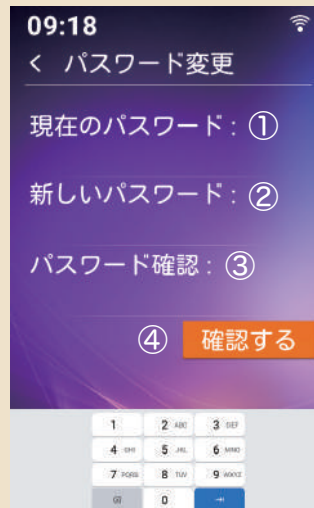 09:18
< パスワード変更
現在のパスワード : ①
新しいパスワード : ②
パスワード確認 : ③
④ 確認する
1 2 ABC 3 DEF
4 GHI 5 JKL 6 MNO
7 PQRS 8 TUV 9 WXYZ
0